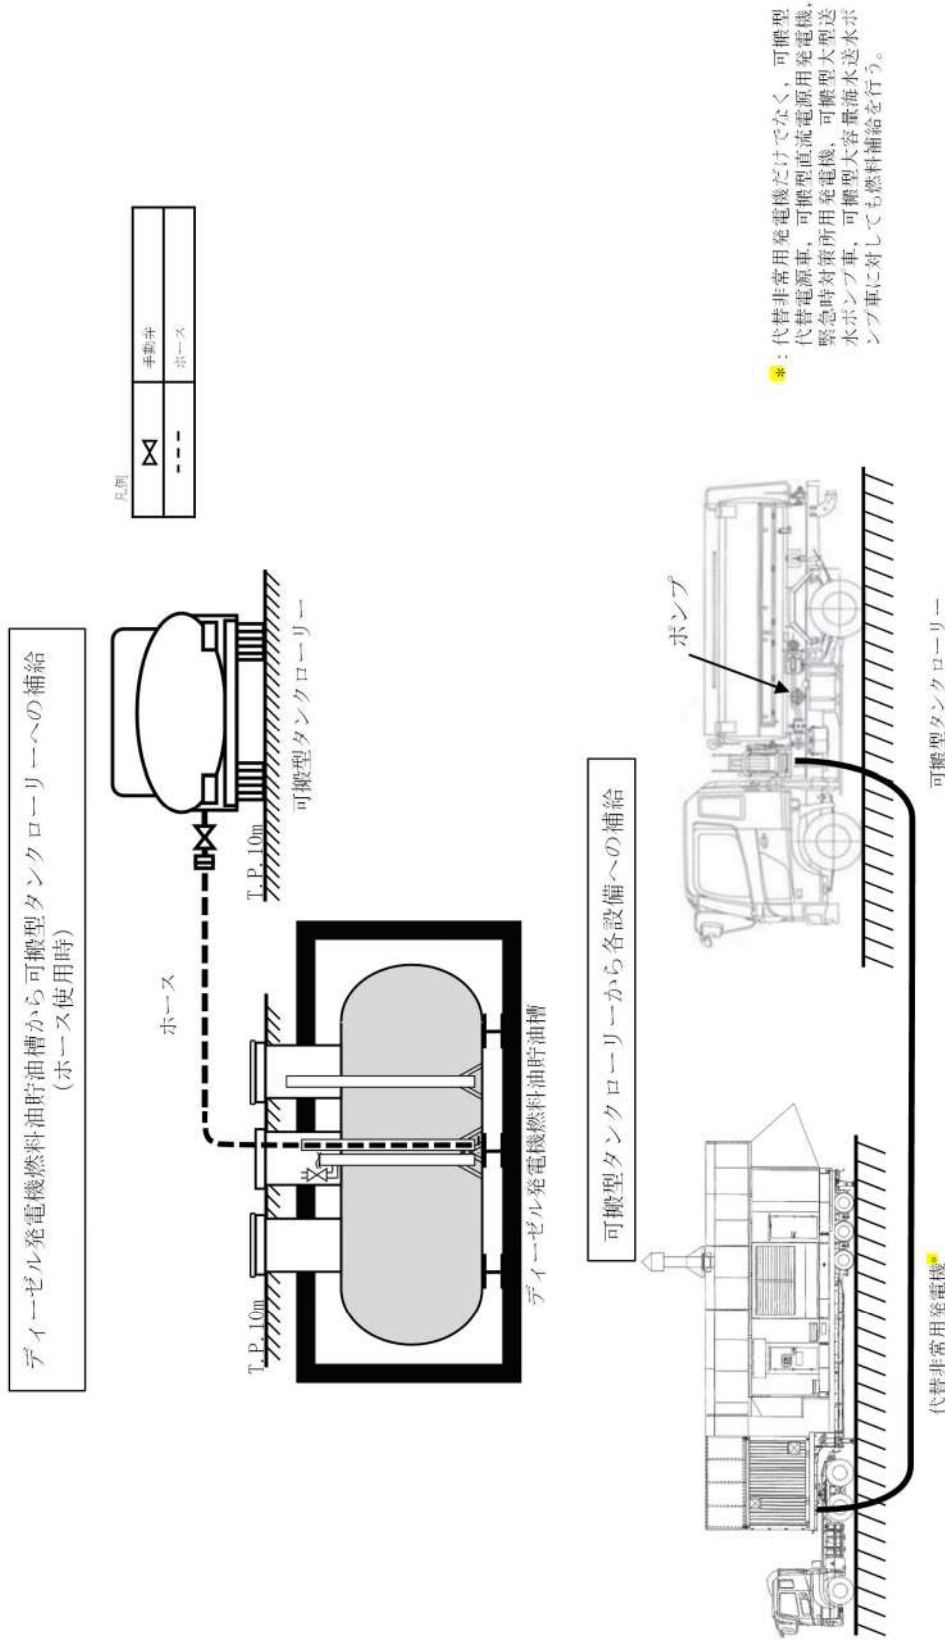 ディーゼル発電機燃料油貯油槽から可搬型タンクローリーへの補給
(ホース使用時)
凡例
手動弁
ホース
ホース
T.P.10m
T.P.10m
可搬型タンクローリー
ディーゼル発電機燃料油貯油槽
可搬型タンクローリーから各設備への補給
ポンプ
代替非常用発電機*
可搬型タンクローリー
*：代替非常用発電機だけでなく，可搬型
代替電源車，可搬型直流電源用発電機，
緊急時対策所用発電機，可搬型大型送
水ポンプ車，可搬型大容量海水送水ポ
ンプ車に対しても燃料補給を行う。